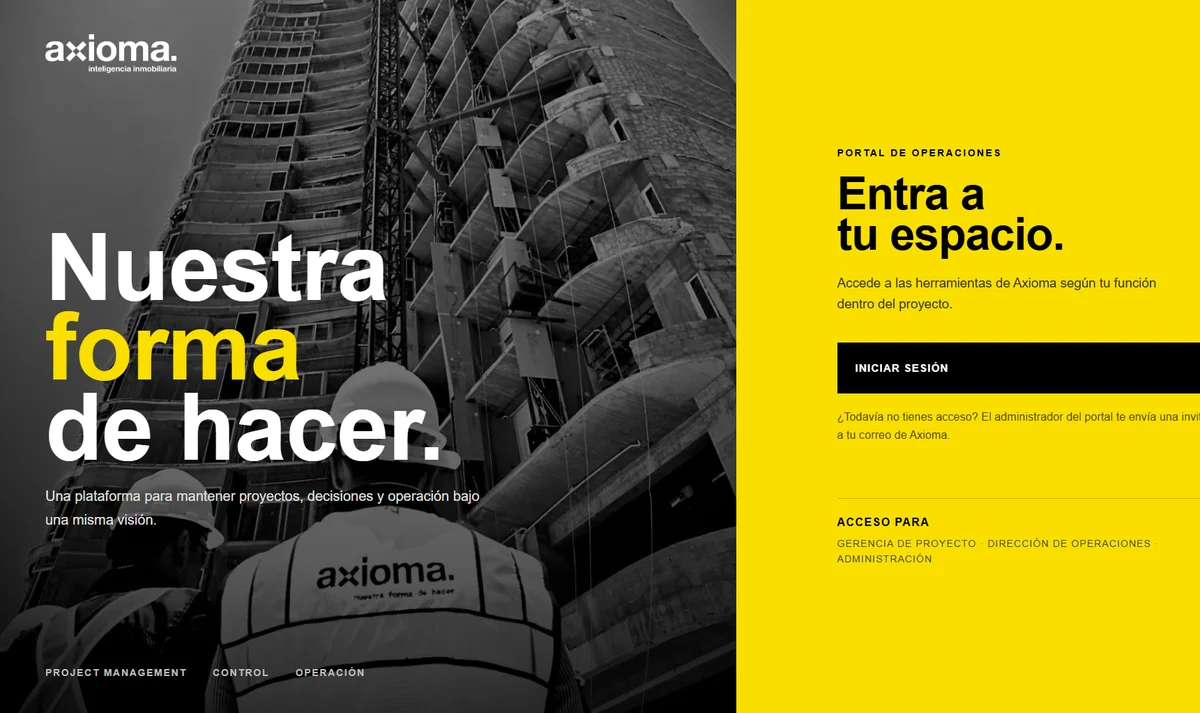 axioma.
inteligencia inmobiliaria
Nuestra
forma
de hacer.
Una plataforma para mantener proyectos, decisiones y operación bajo
una misma visión.
axioma.
nuestra forma de hacer.
PROJECT MANAGEMENT CONTROL OPERACIÓN
PORTAL DE OPERACIONES
Entra a
tu espacio.
Accede a las herramientas de Axioma según tu función
dentro del proyecto.
INICIAR SESIÓN
¿Todavía no tienes acceso? El administrador del portal te envía una
a tu correo de Axioma.
ACCESO PARA
GERENCIA DE PROYECTO · DIRECCIÓN DE OPERACIONES ·
ADMINISTRACIÓN